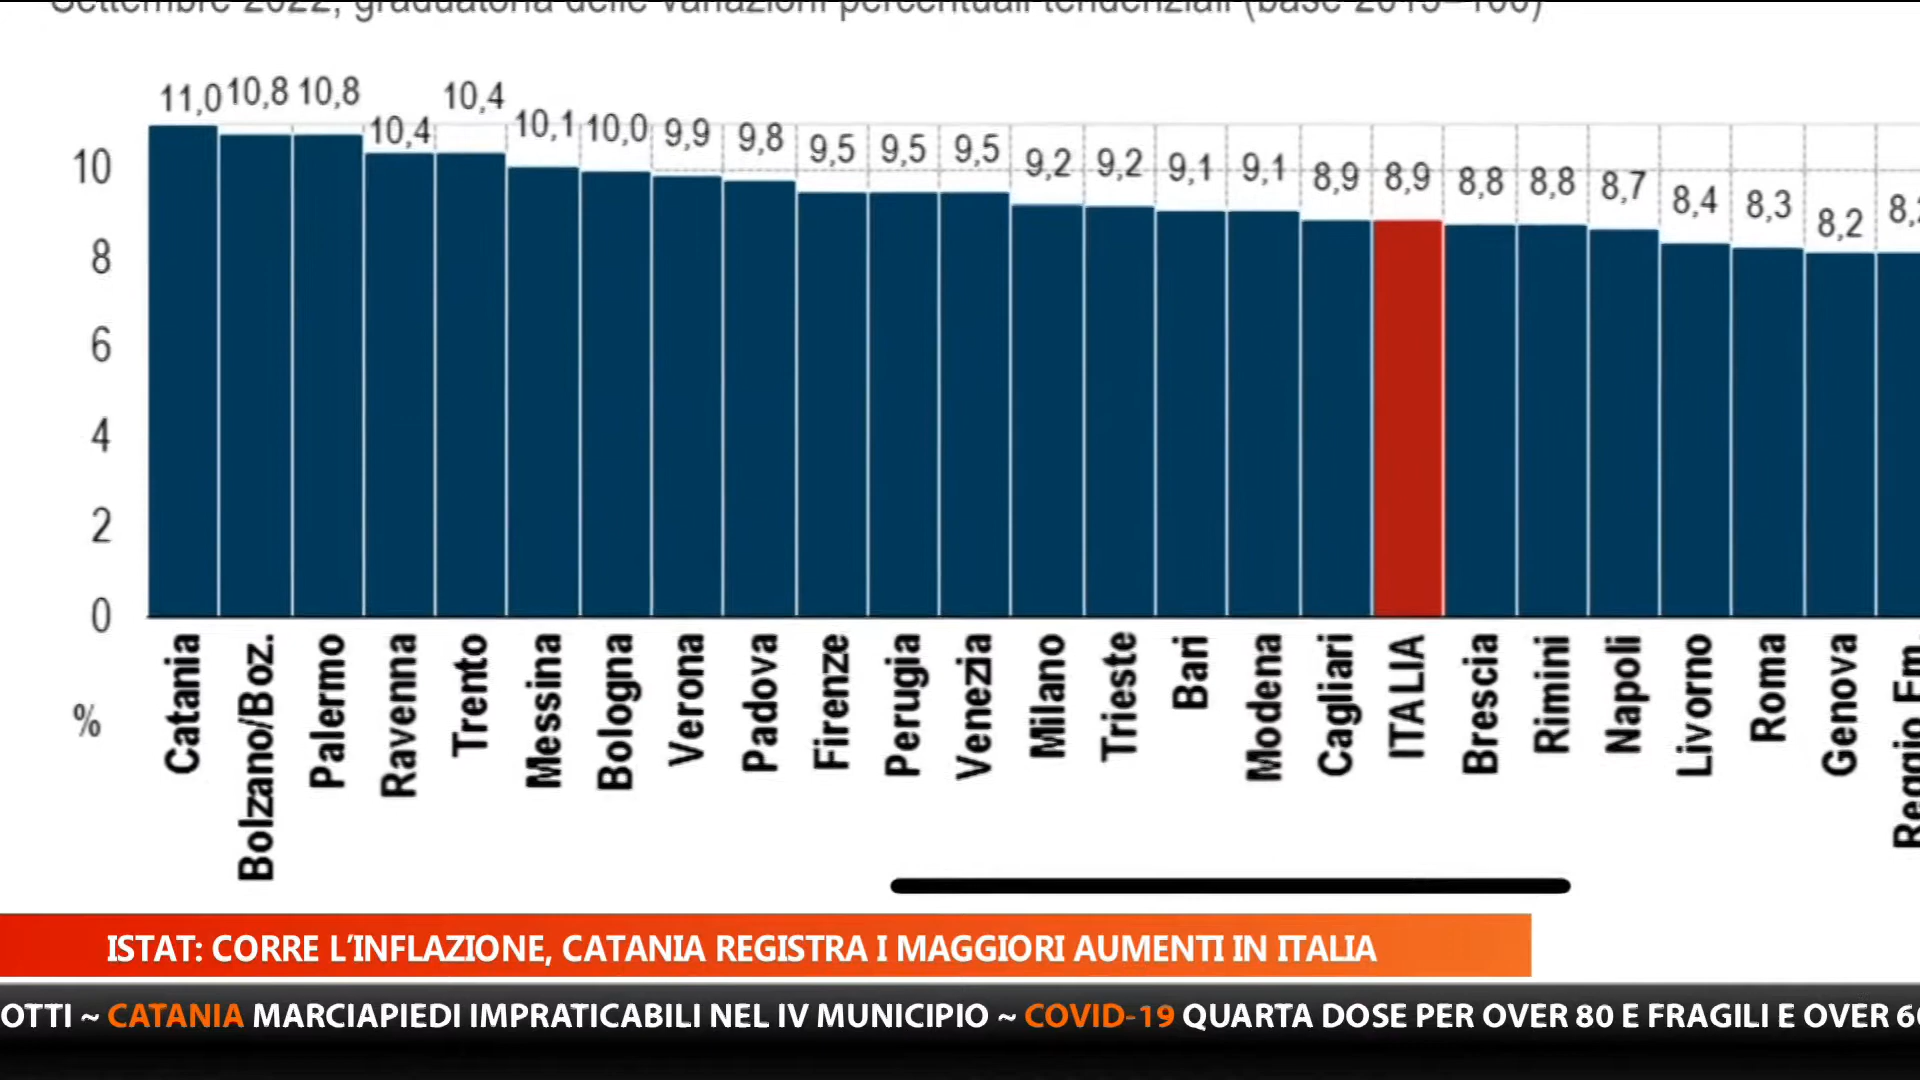 Settembre 2022, graduatoria delle variazioni percentuali tendenziali (base 2015=100)
11,0 10,8 10,8 10,4 10,4 10,1 10,0 9,9 9,8 9,5 9,5 9,5 9,2 9,2 9,1 9,1 8,9 8,9 8,8 8,8 8,7 8,4 8,3 8,2
10
8
6
4
2
0
%
Catania
Bolzano/Boz.
Palermo
Ravenna
Trento
Messina
Bologna
Verona
Padova
Firenze
Perugia
Venezia
Milano
Trieste
Bari
Modena
Cagliari
ITALIA
Brescia
Rimini
Napoli
Livorno
Roma
Genova
Reggio Em.
ISTAT: CORRE L'INFLAZIONE, CATANIA REGISTRA I MAGGIORI AUMENTI IN ITALIA
OTTI ~ CATANIA MARCIAPIEDI IMPRATICABILI NEL IV MUNICIPIO ~ COVID-19 QUARTA DOSE PER OVER 80 E FRAGILI E OVER